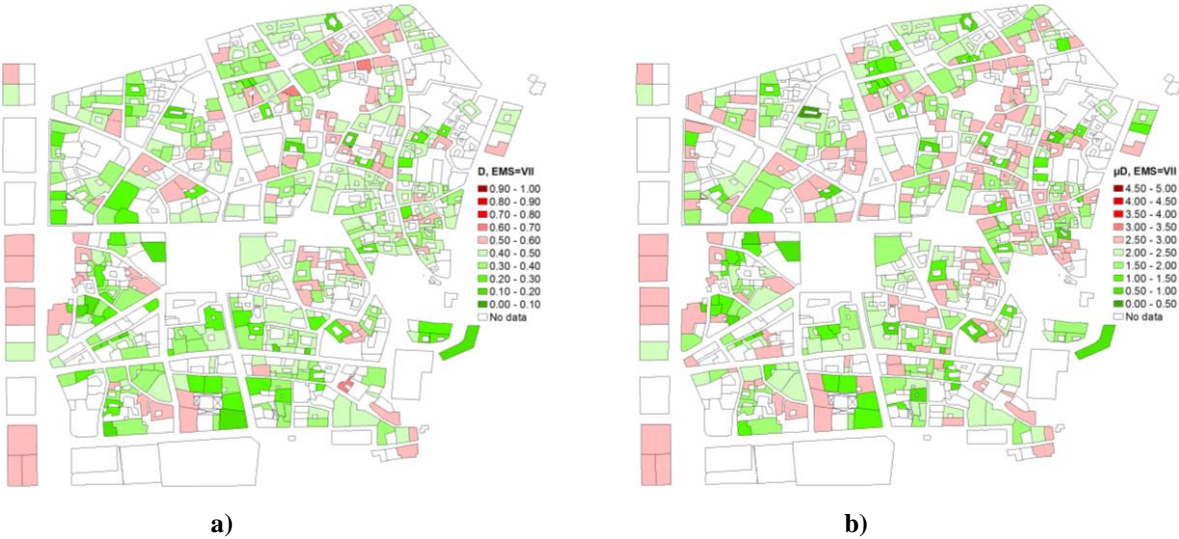 D, EMS=VII
0.90 - 1.00
0.80 - 0.90
0.70 - 0.80
0.60 - 0.70
0.50 - 0.60
0.40 - 0.50
0.30 - 0.40
0.20 - 0.30
0.10 - 0.20
0.00 - 0.10
No data
µD, EMS=VII
4.50 - 5.00
4.00 - 4.50
3.50 - 4.00
3.00 - 3.50
2.50 - 3.00
2.00 - 2.50
1.50 - 2.00
1.00 - 1.50
0.50 - 1.00
0.00 - 0.50
No data
a)
b)